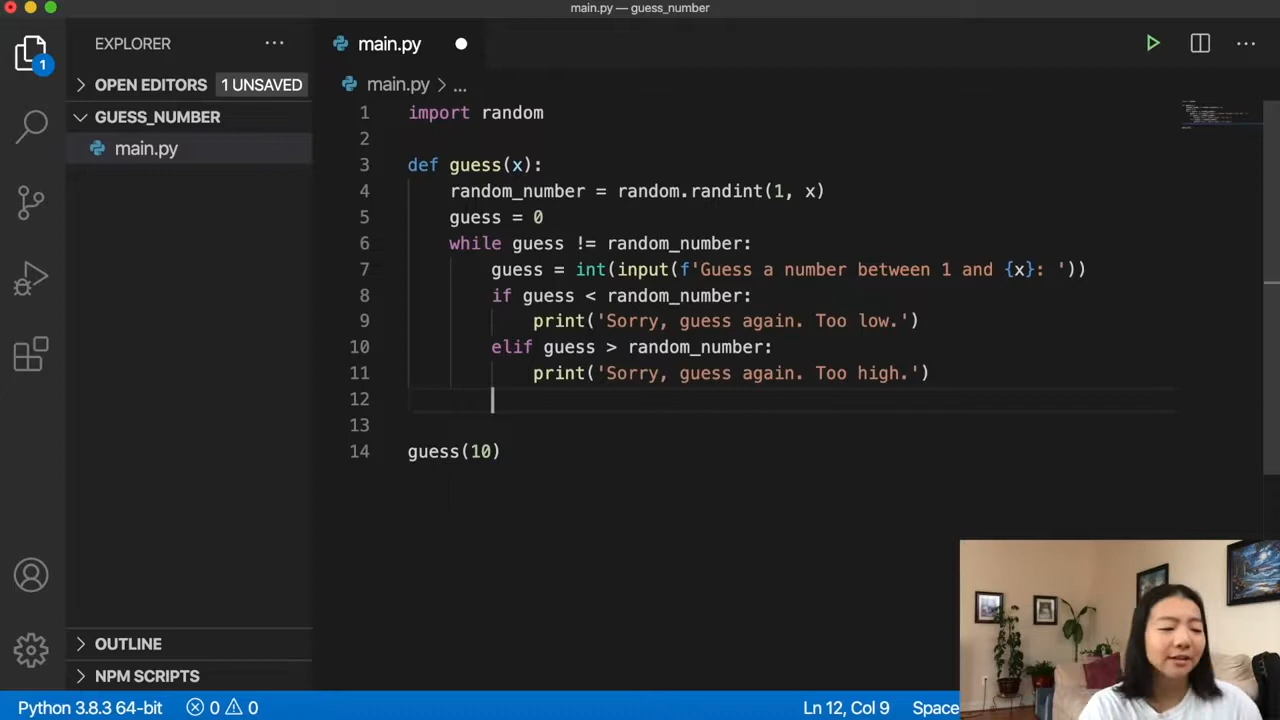 main.py — guess_number
EXPLORER
main.py
1
OPEN EDITORS 1 UNSAVED
main.py > ...
GUESS_NUMBER
main.py
1 import random
2
3 def guess(x):
4 random_number = random.randint(1, x)
5 guess = 0
6 while guess != random_number:
7 guess = int(input(f'Guess a number between 1 and {x}: '))
8 if guess < random_number:
9 print('Sorry, guess again. Too low.')
10 elif guess > random_number:
11 print('Sorry, guess again. Too high.')
12
13
14 guess(10)
OUTLINE
NPM SCRIPTS
Python 3.8.3 64-bit 0 0 Ln 12, Col 9 Space